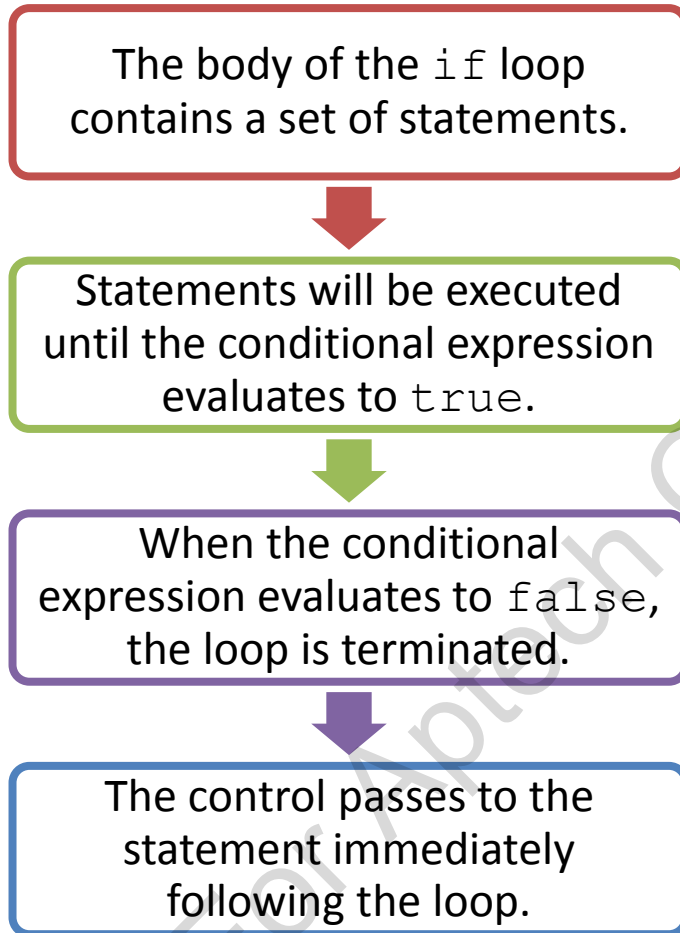 The body of the if loop
contains a set of statements.
Statements will be executed
until the conditional expression
evaluates to true.
When the conditional
expression evaluates to false,
the loop is terminated.
The control passes to the
statement immediately
following the loop.
For Aptech C